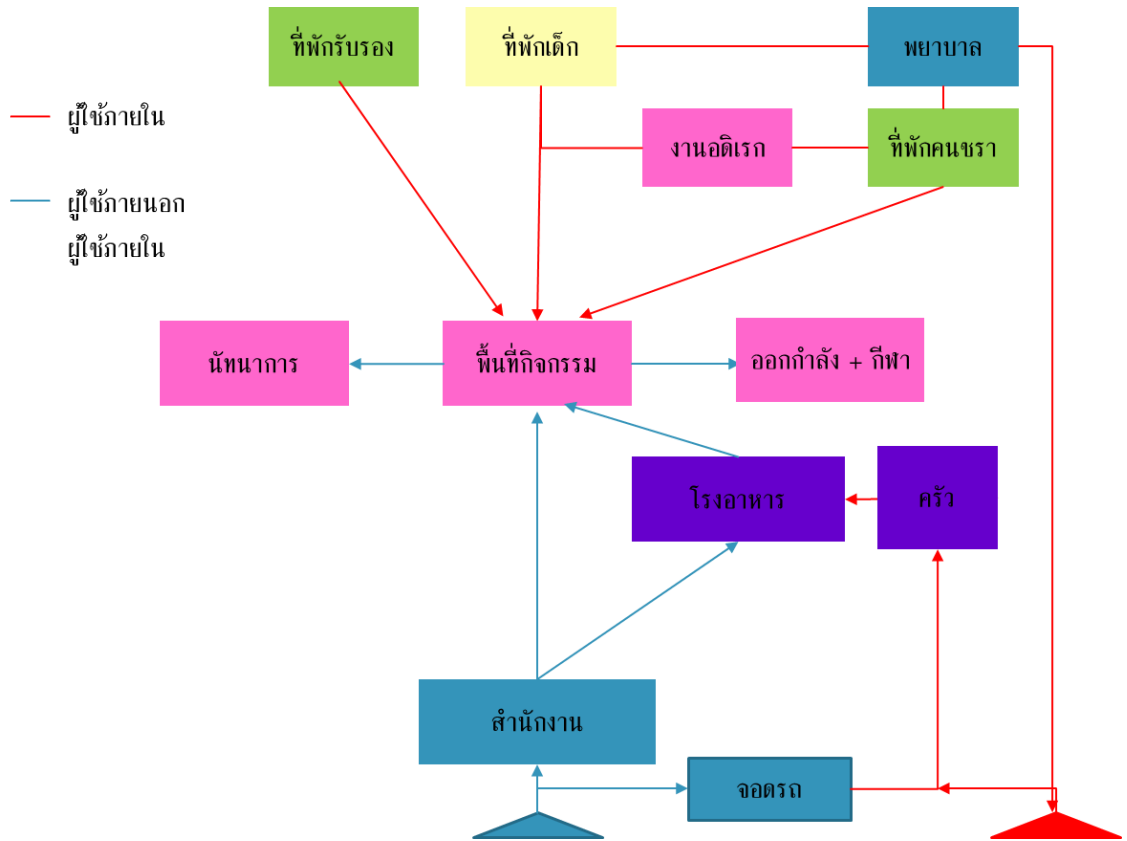 ที่พักรับรอง
ที่พักเด็ก
พยาบาล
ผู้ใช้ภายใน
งานอดิเรก
ที่พักคนชรา
ผู้ใช้ภายนอก
ผู้ใช้ภายใน
นัทนาการ
พื้นที่กิจกรรม
ออกกำลัง + กีฬา
โรงอาหาร
ครัว
สำนักงาน
จอดรถ